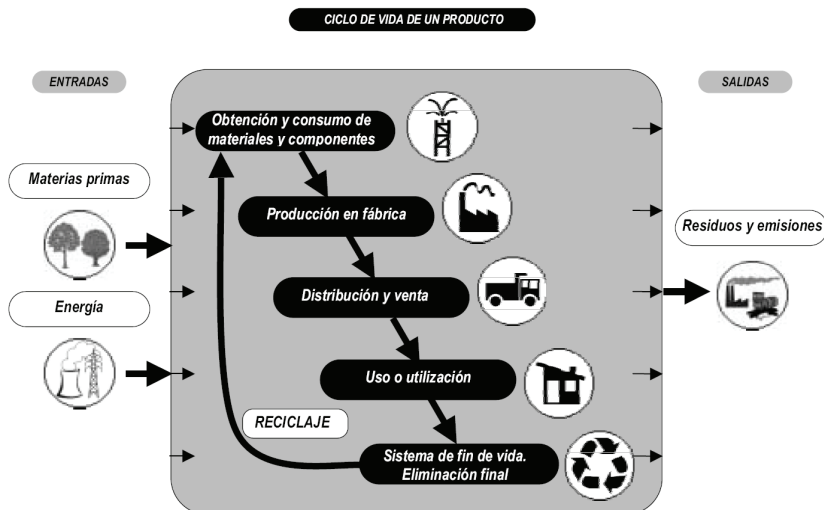 CICLO DE VIDA DE UN PRODUCTO
ENTRADAS
SALIDAS
Obtención y consumo de
materiales y componentes
Materias primas
Producción en fábrica
Residuos y emisiones
Distribución y venta
Energía
Uso o utilización
RECICLAJE
Sistema de fin de vida.
Eliminación final